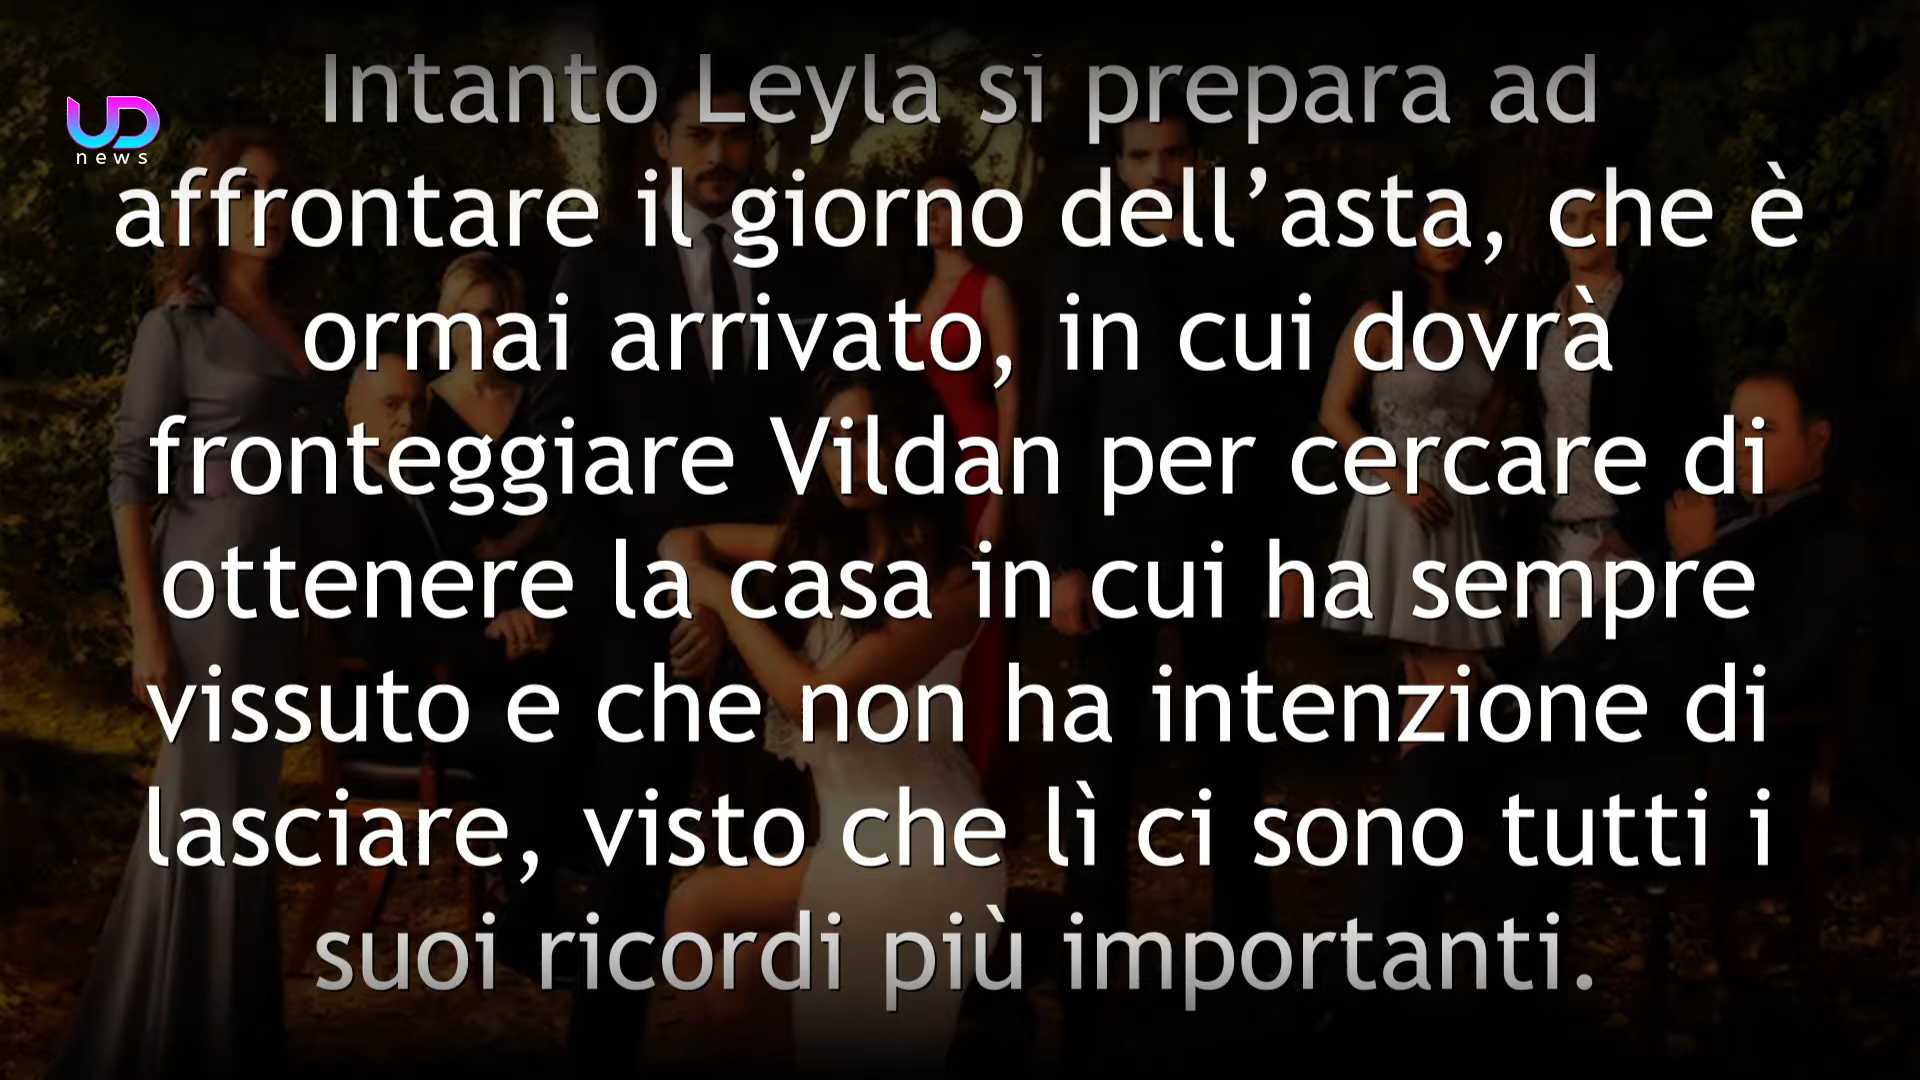 UD
news
Intanto Leyla si prepara ad
affrontare il giorno dell’asta, che è
ormai arrivato, in cui dovrà
fronteggiare Vildan per cercare di
ottenere la casa in cui ha sempre
vissuto e che non ha intenzione di
lasciare, visto che lì ci sono tutti i
suoi ricordi più importanti.